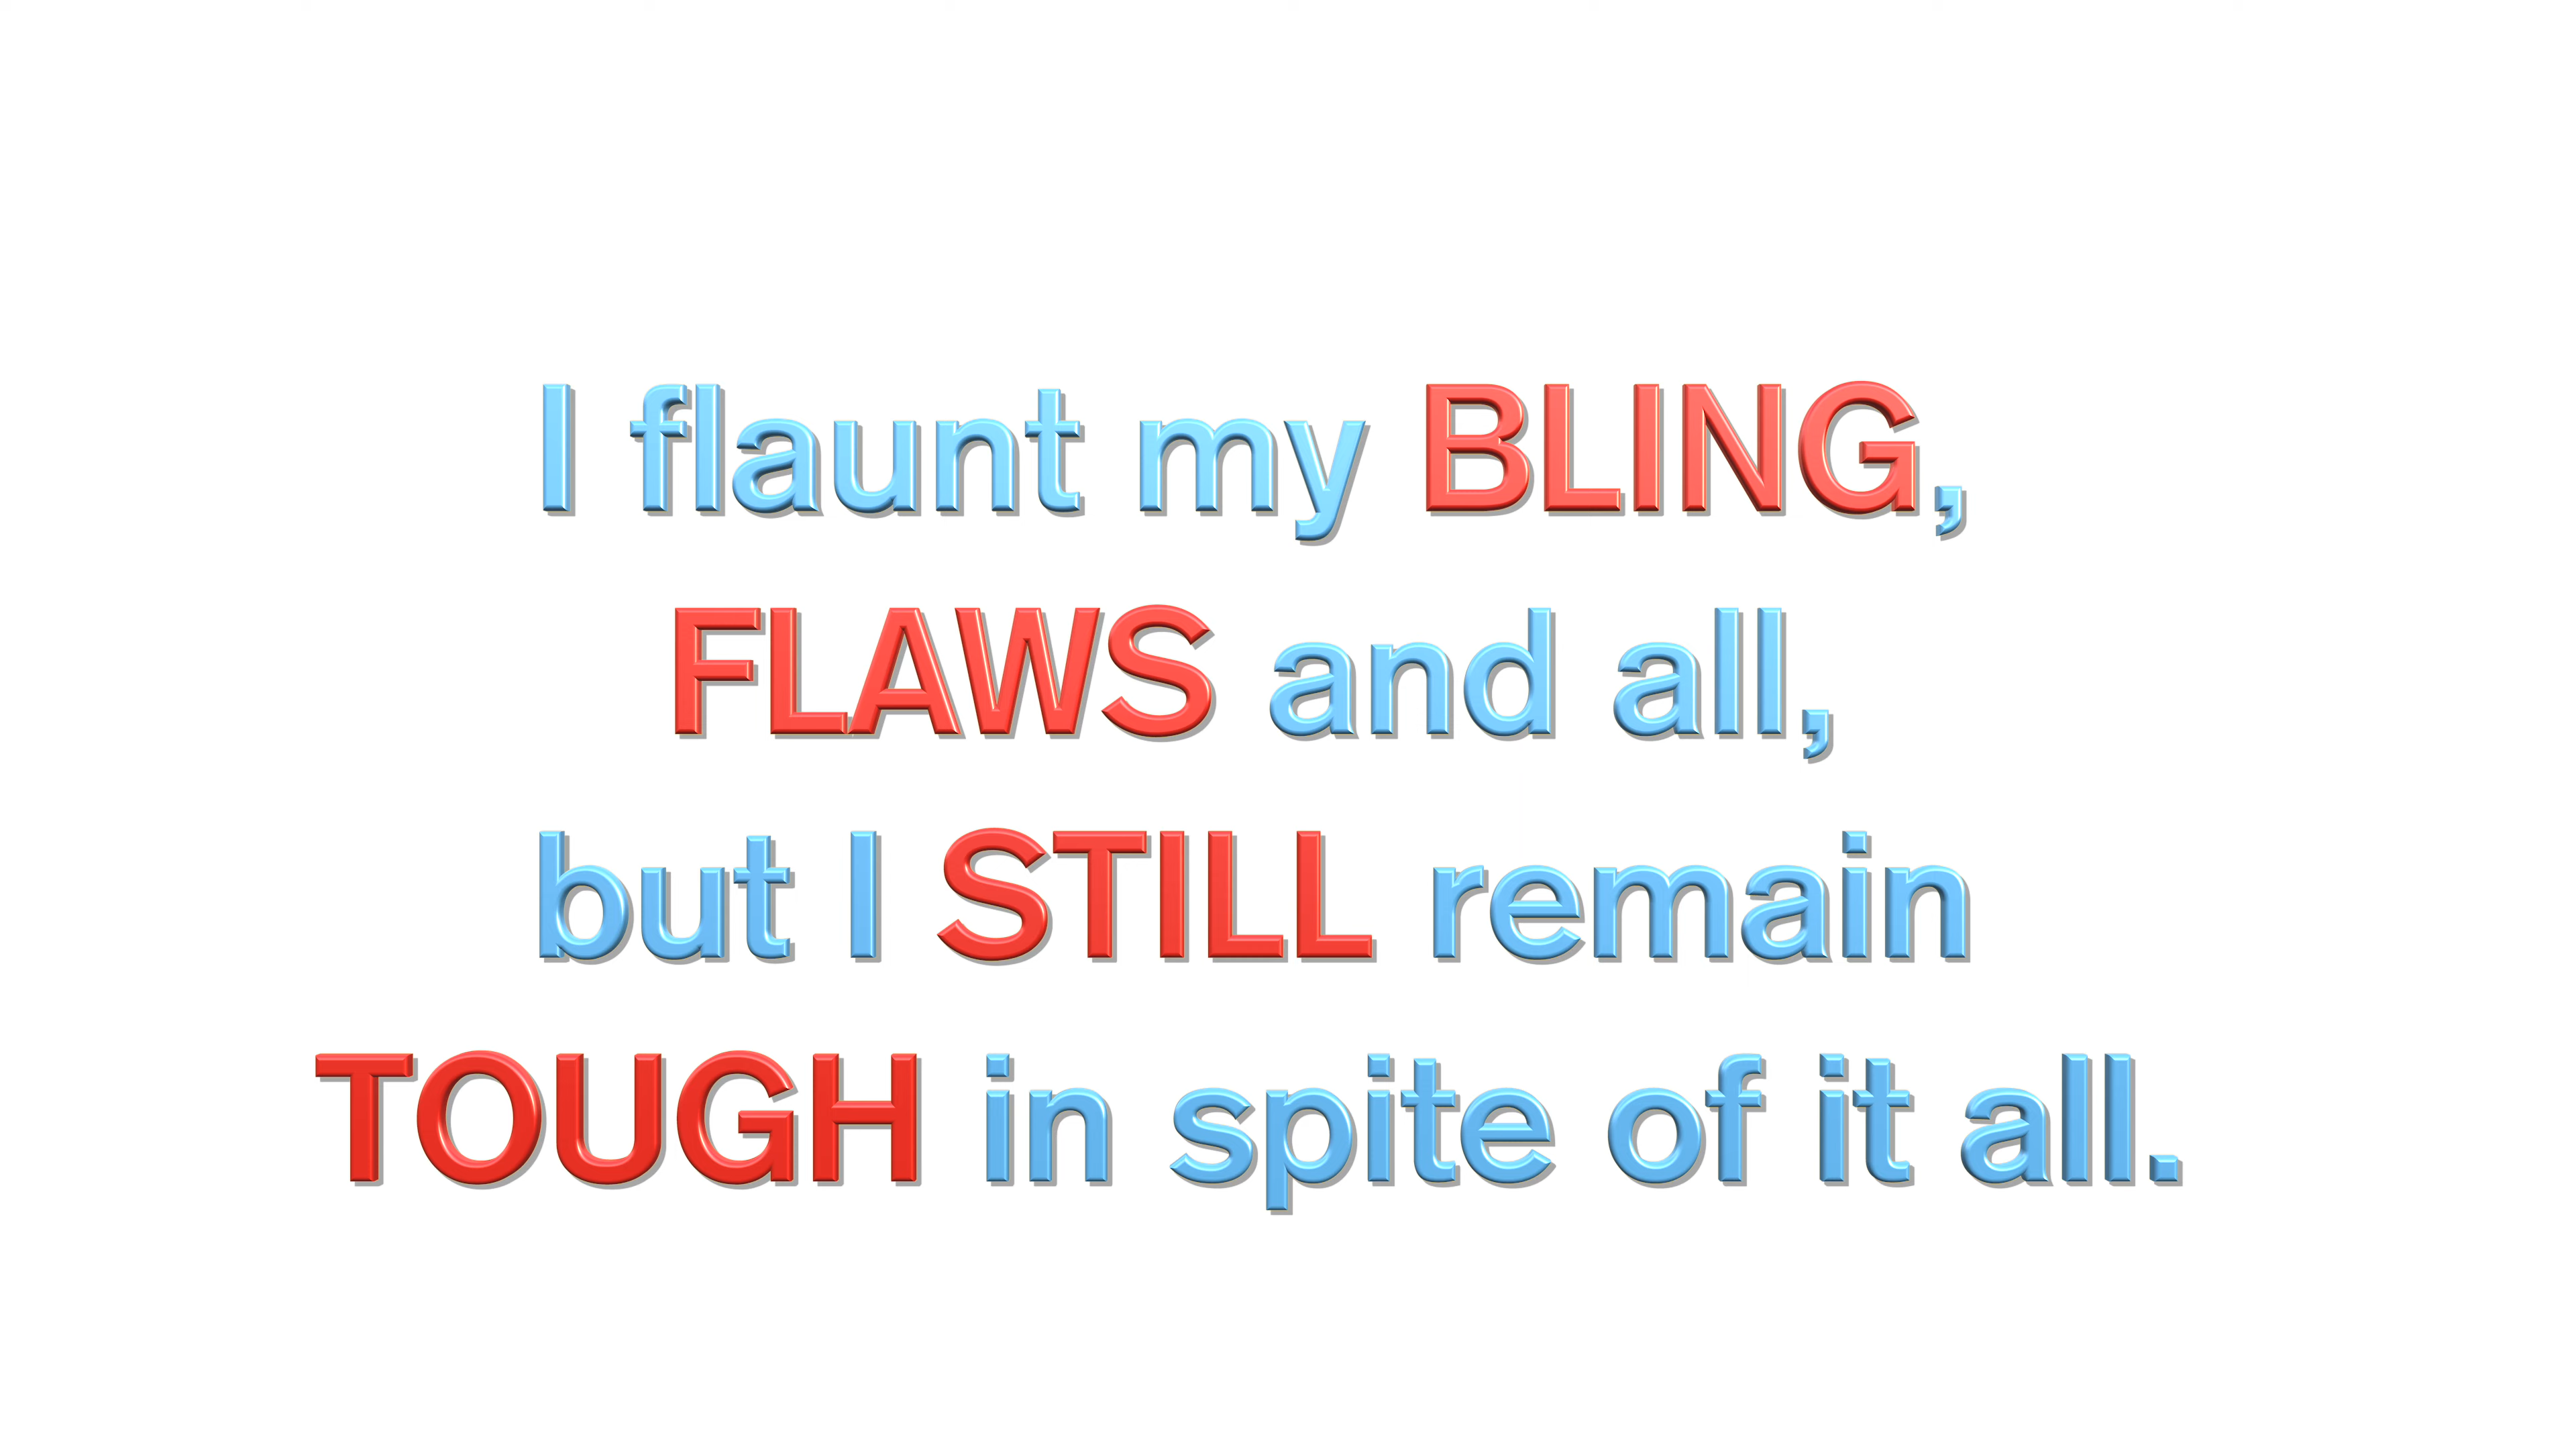 I flaunt my BLING,
FLAWS and all,
but I STILL remain
TOUGH in spite of it all.